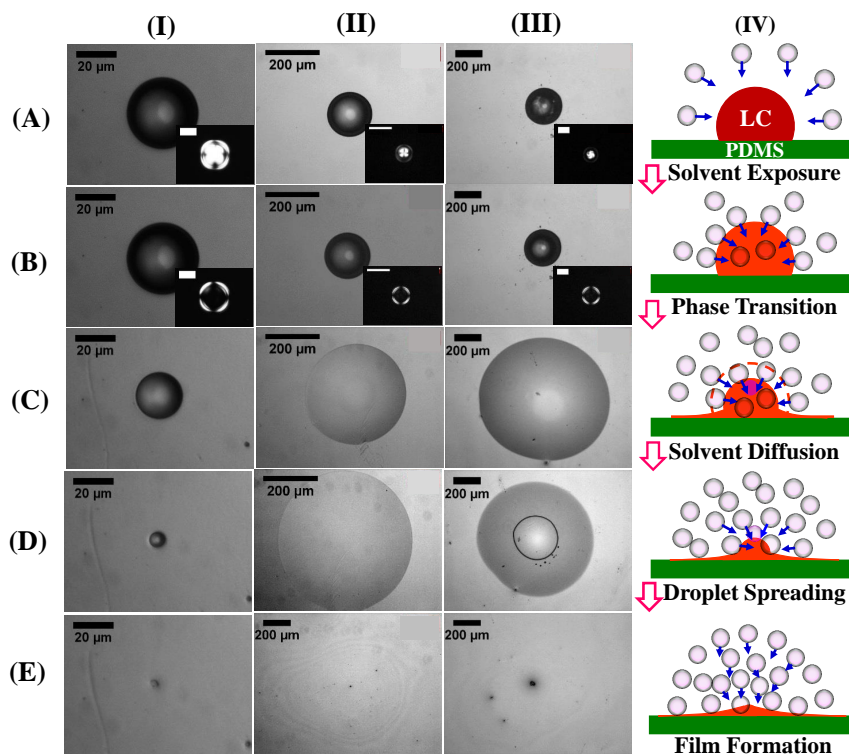 (I) (II) (III) (IV)
(A)
20 µm
200 µm
200 µm
LC
PDMS
Solvent Exposure
(B)
20 µm
200 µm
200 µm
Phase Transition
(C)
20 µm
200 µm
200 µm
Solvent Diffusion
(D)
20 µm
200 µm
200 µm
Droplet Spreading
(E)
20 µm
200 µm
200 µm
Film Formation